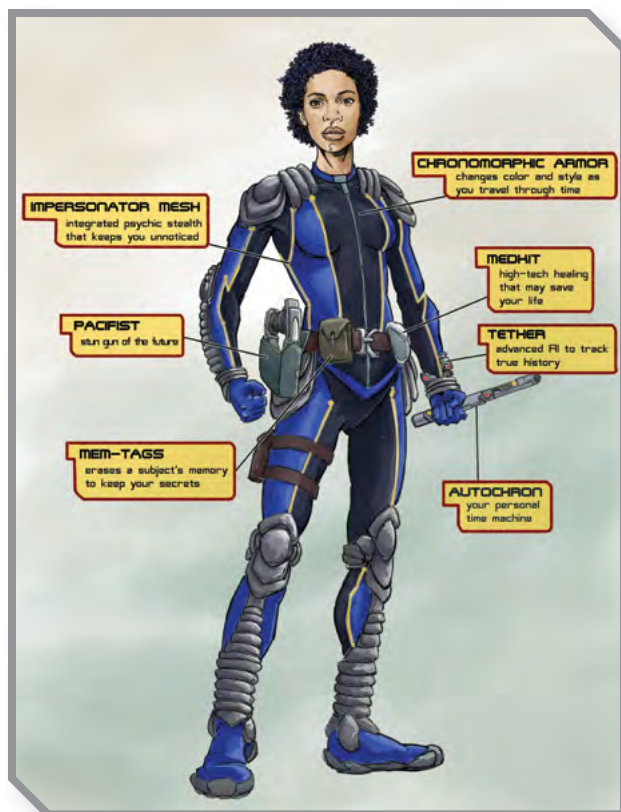 CHRONOMORPHIC ARMOR
changes color and style as
you travel through time
IMPERSONATOR MESH
integrated psychic stealth
that keeps you unnoticed
MEDKIT
high-tech healing
that may save
your life
PACIFIST
stun gun of the future
TETHER
advanced AI to track
true history
MEM-TAGS
erases a subject's memory
to keep your secrets
AUTOCHRON
your personal
time machine